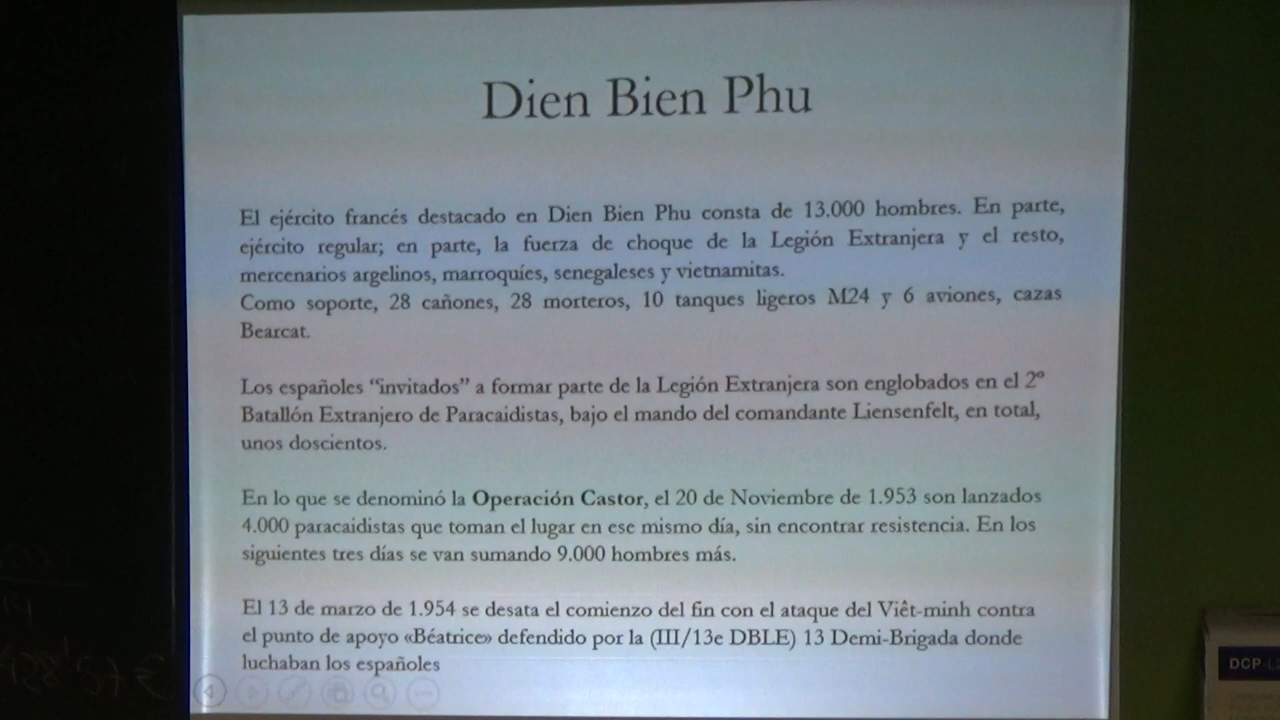 Dien Bien Phu
El ejército francés destacado en Dien Bien Phu consta de 13.000 hombres. En parte,
ejército regular; en parte, la fuerza de choque de la Legión Extranjera y el resto,
mercenarios argelinos, marroquíes, senegaleses y vietnamitas.
Como soporte, 28 cañones, 28 morteros, 10 tanques ligeros M24 y 6 aviones, cazas
Bearcat.
Los españoles “invitados” a formar parte de la Legión Extranjera son englobados en el 2º
Batallón Extranjero de Paracaidistas, bajo el mando del comandante Liensenfelt, en total,
unos doscientos.
En lo que se denominó la Operación Castor, el 20 de Noviembre de 1.953 son lanzados
4.000 paracaidistas que toman el lugar en ese mismo día, sin encontrar resistencia. En los
siguientes tres días se van sumando 9.000 hombres más.
El 13 de marzo de 1.954 se desata el comienzo del fin con el ataque del Viêt-minh contra
el punto de apoyo «Béatrice» defendido por la (III/13e DBLE) 13 Demi-Brigada donde
luchaban los españoles
DCP